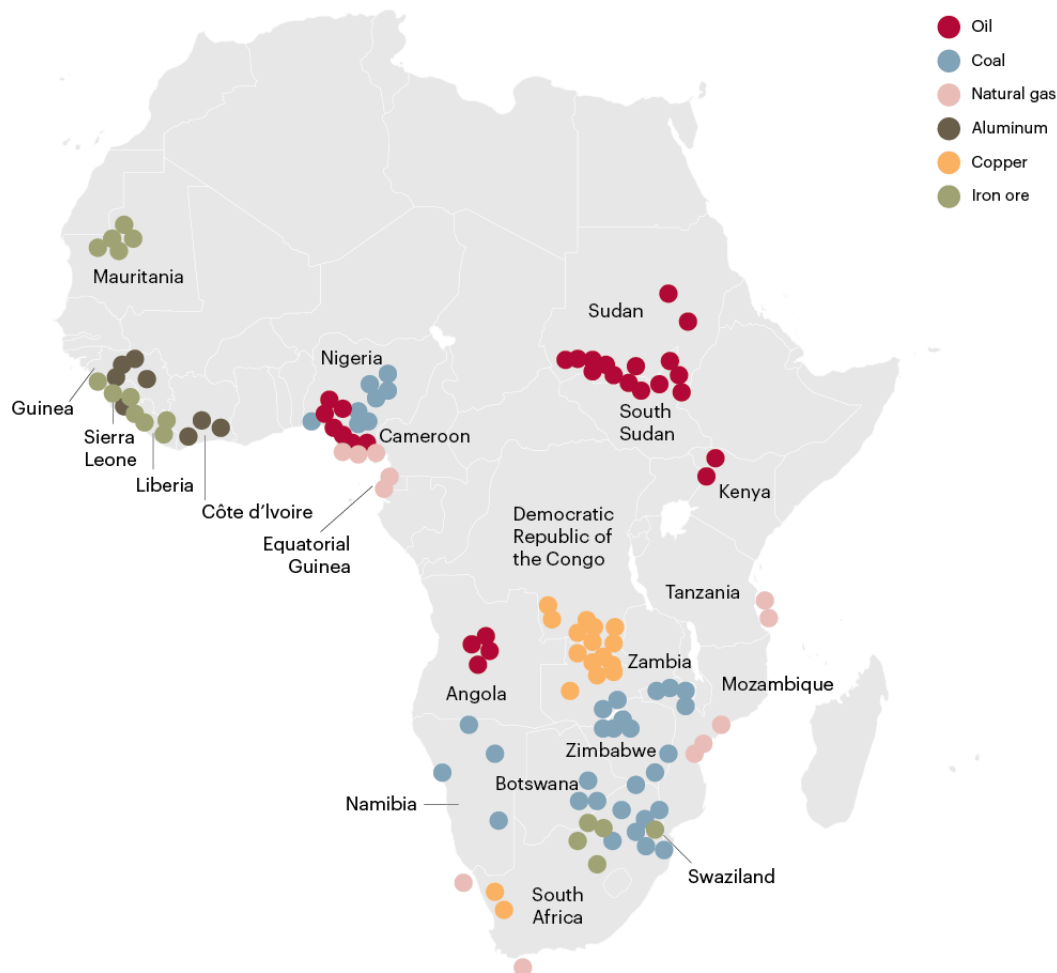 Oil
Coal
Natural gas
Aluminum
Copper
Iron ore
Mauritania
Sudan
Nigeria
Guinea
South
Sudan
Sierra
Leone
Cameroon
Liberia
Kenya
Côte d’Ivoire
Democratic
Republic of
the Congo
Equatorial
Guinea
Tanzania
Zambia
Angola
Mozambique
Zimbabwe
Botswana
Namibia
Swaziland
South
Africa